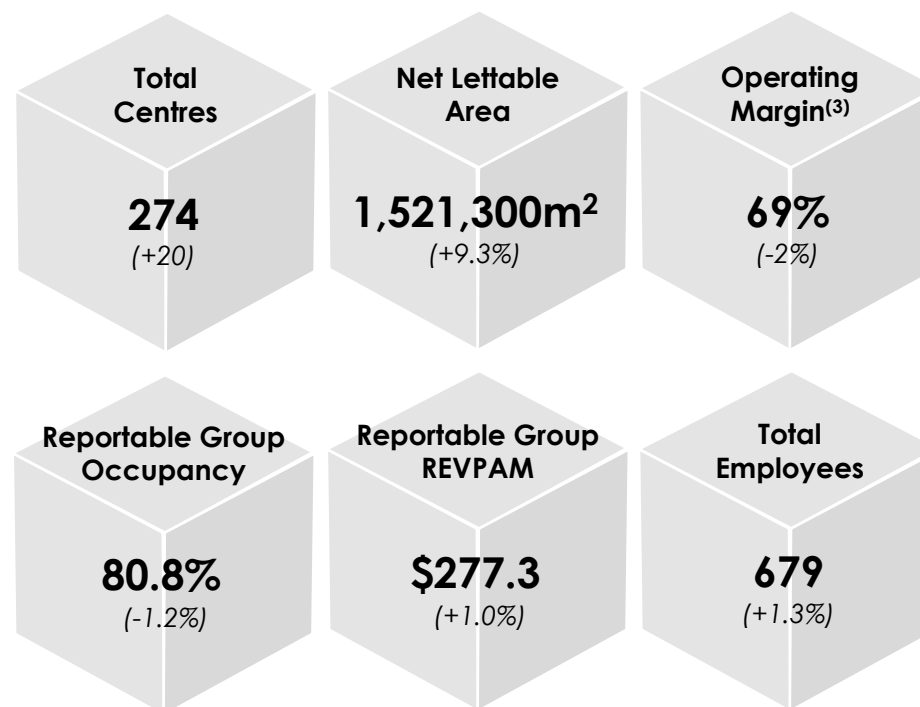 Total
Centres
274
(+20)
Net Lettable
Area
1,521,300m²
(+9.3%)
Operating
Margin⁽³⁾
69%
(-2%)
Reportable Group
Occupancy
80.8%
(-1.2%)
Reportable Group
REVPAM
$277.3
(+1.0%)
Total
Employees
679
(+1.3%)